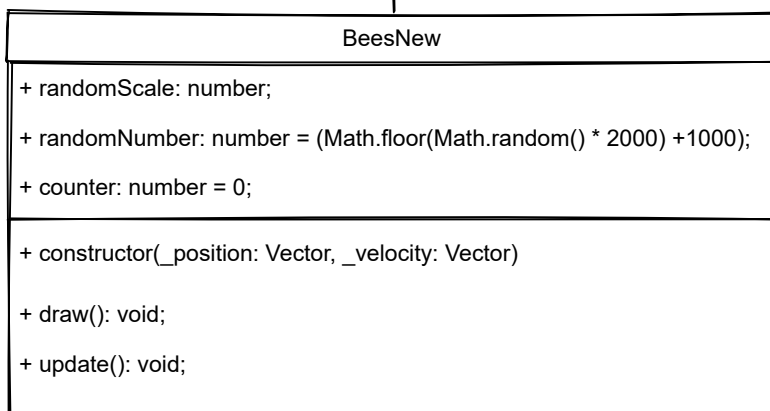 BeesNew
+ randomScale: number;
+ randomNumber: number = (Math.floor(Math.random() * 2000) +1000);
+ counter: number = 0;
+ constructor(_position: Vector, _velocity: Vector)
+ draw(): void;
+ update(): void;